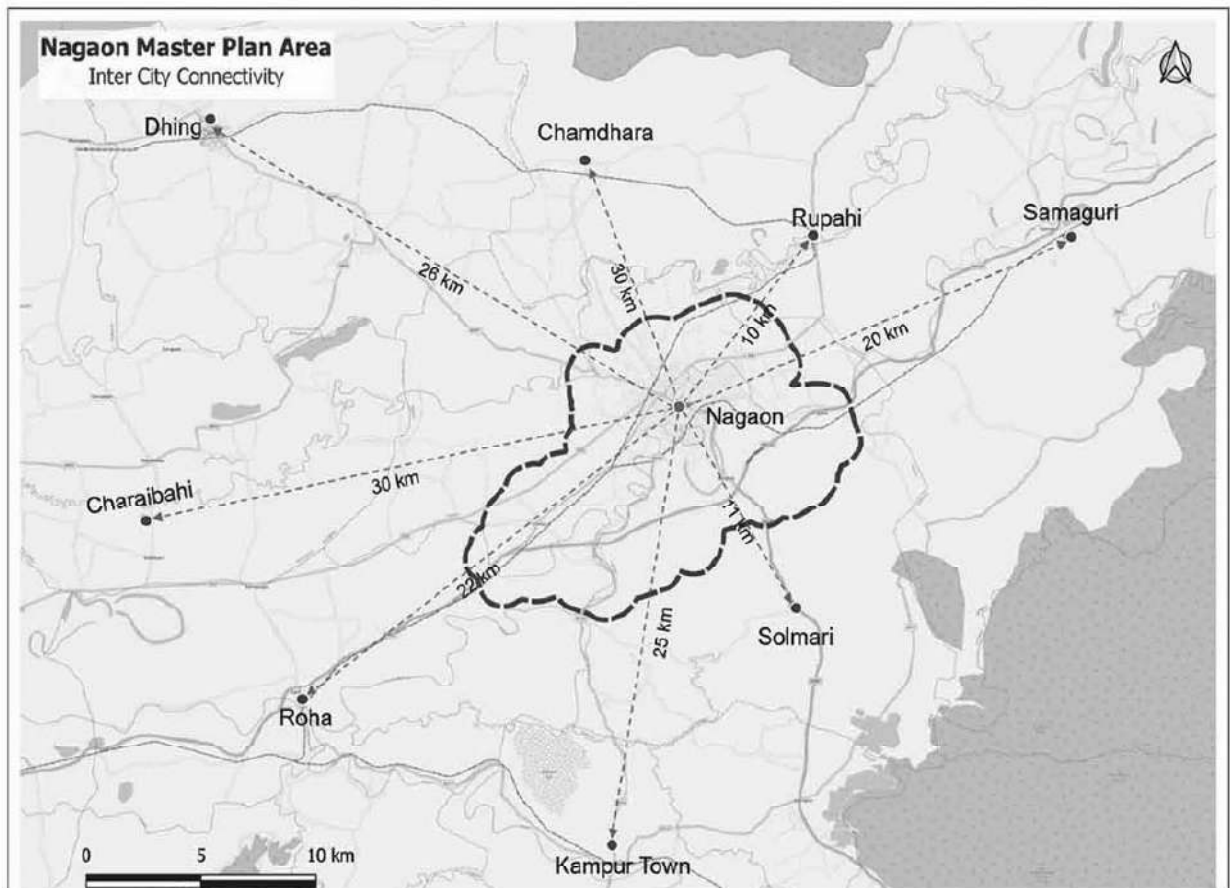 Nagaon Master Plan Area
Inter City Connectivity
Dhing
Chamdhara
Rupahi
Samaguri
26 km
30 km
10 km
20 km
Nagaon
Charaibahi
30 km
22 km
11 km
25 km
Solmari
Roha
Kampur Town
0 5 10 km